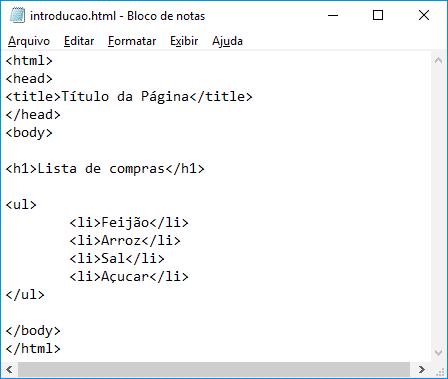 introducao.html - Bloco de notas
Arquivo Editar Formatar Exibir Ajuda
<html>
<head>
<title>Título da Página</title>
</head>
<body>
<h1>Lista de compras</h1>
<ul>
<li>Feijão</li>
<li>Arroz</li>
<li>Sal</li>
<li>Açucar</li>
</ul>
</body>
</html>